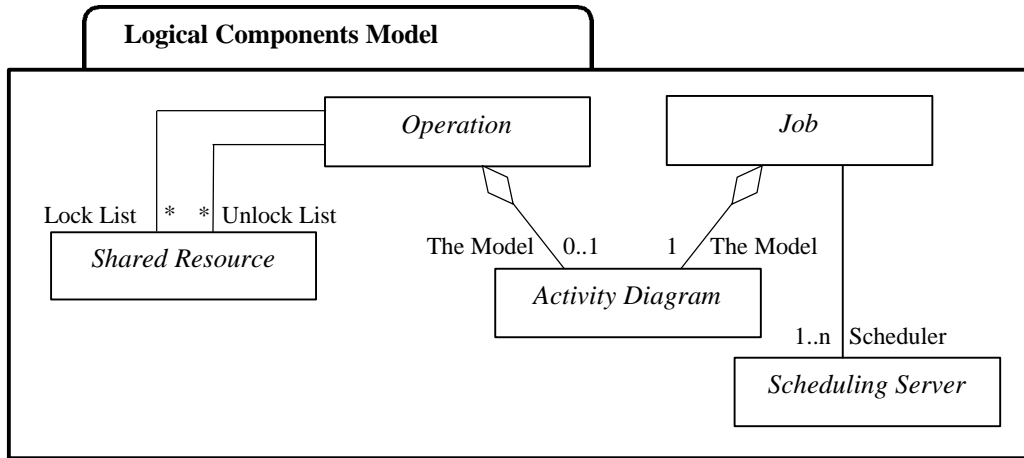 Logical Components Model
Operation
Job
Lock List * * Unlock List
Shared Resource
The Model 0..1 1 The Model
Activity Diagram
1..n Scheduler
Scheduling Server